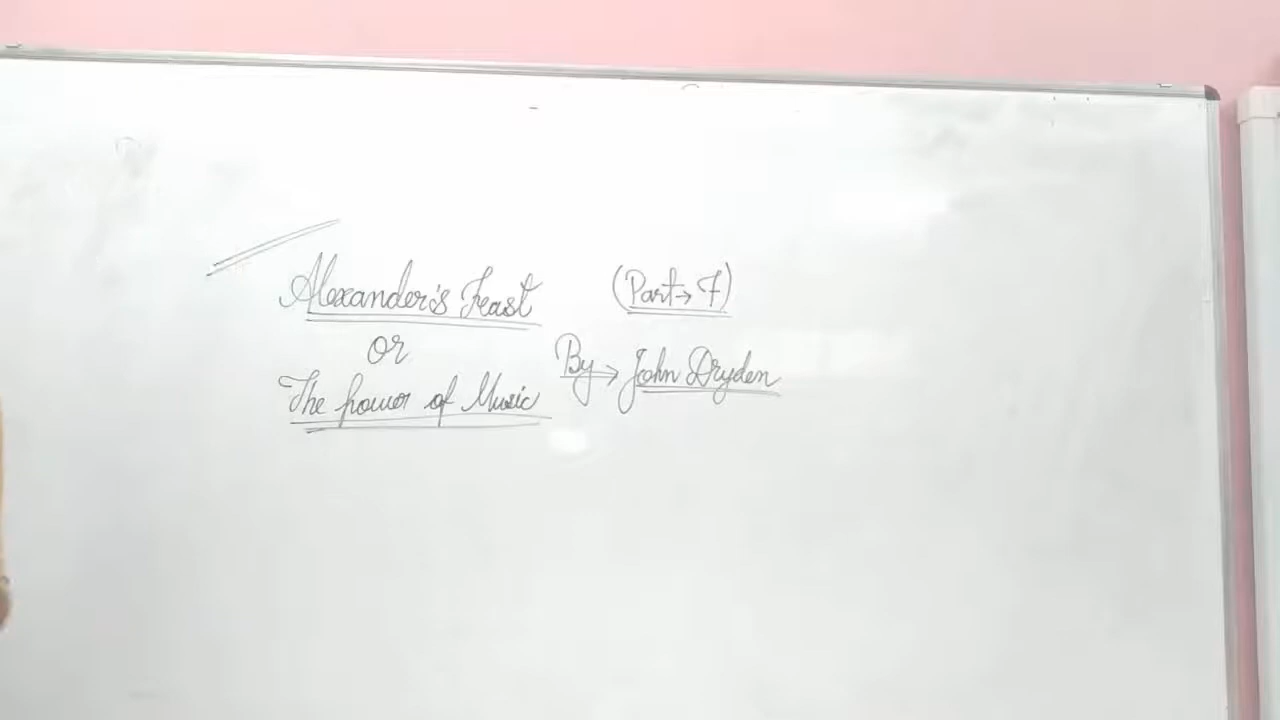 Alexander's Feast (Part→ 7)
or
The power of Music By→ John Dryden